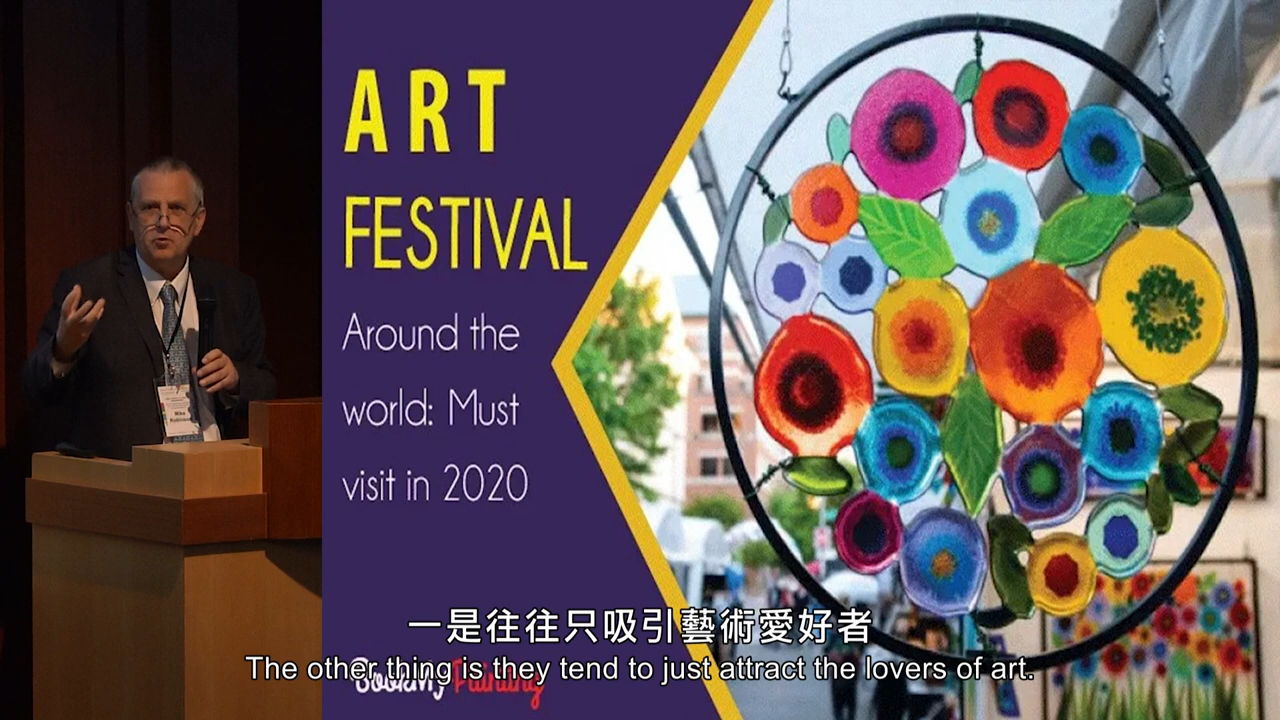 ART
FESTIVAL
Around the
world: Must
visit in 2020
Mike
一是往往只吸引藝術愛好者
The other thing is they tend to just attract the lovers of art.